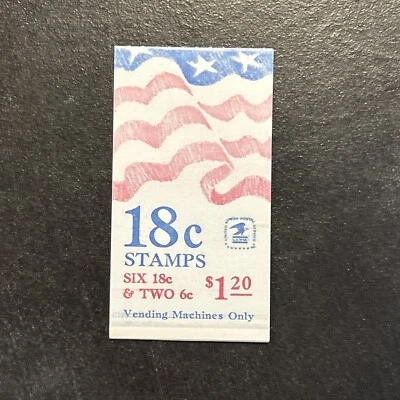 18c
STAMPS
SIX 18c
& TWO 6c
$1.20
Vending Machines Only